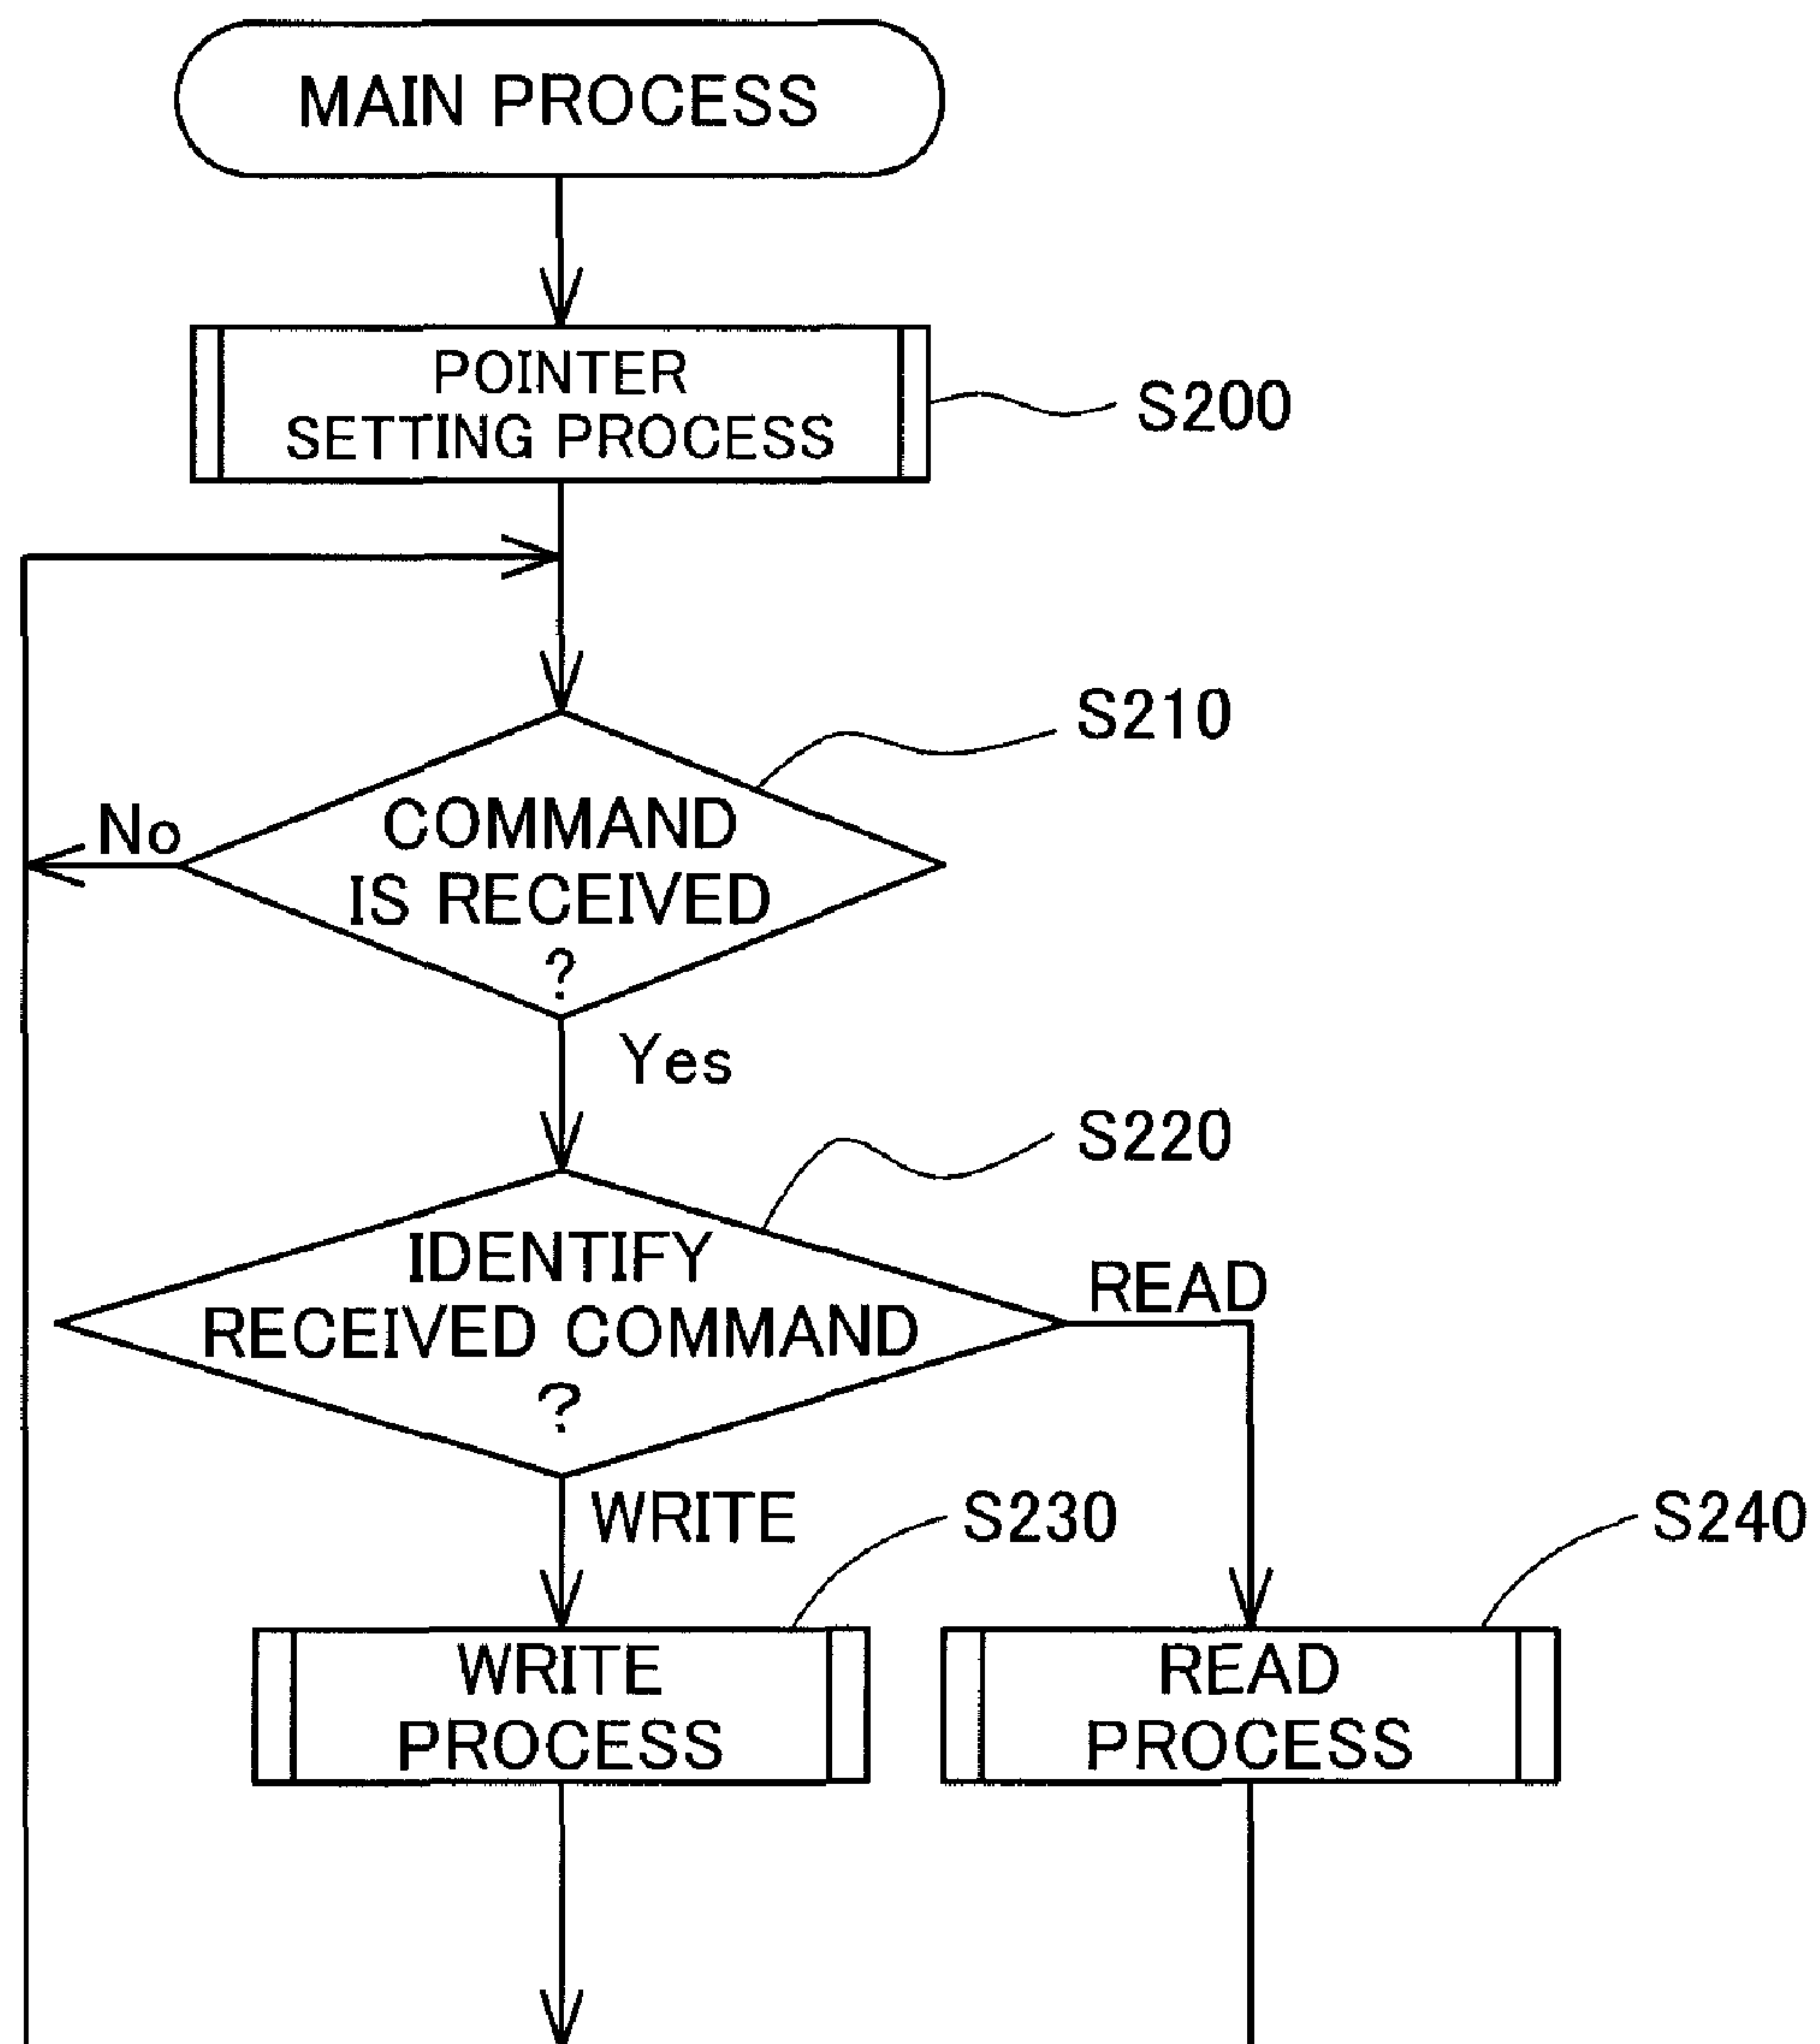 MAIN PROCESS
POINTER
SETTING PROCESS
S200
S210
No
COMMAND
IS RECEIVED
?
Yes
S220
IDENTIFY
RECEIVED COMMAND
?
READ
WRITE
S230
S240
WRITE
PROCESS
READ
PROCESS